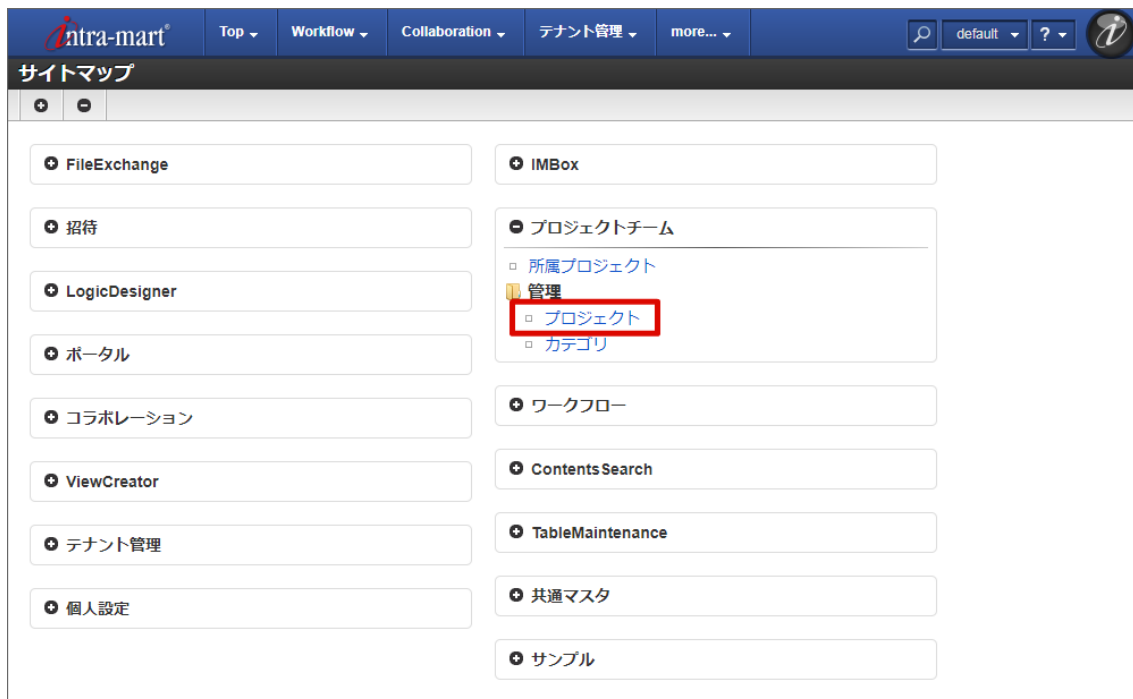 intra-mart®
Top
Workflow
Collaboration
テナント管理
more...
default
?
サイトマップ
FileExchange
招待
LogicDesigner
ポータル
コラボレーション
ViewCreator
テナント管理
個人設定
IMBox
プロジェクトチーム
所属プロジェクト
管理
プロジェクト
カテゴリ
ワークフロー
ContentsSearch
TableMaintenance
共通マスタ
サンプル